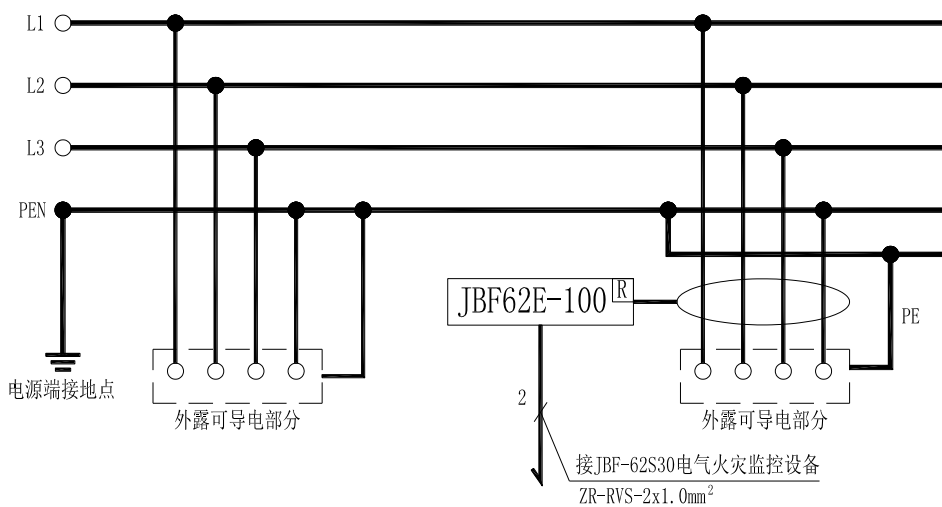 L1
L2
L3
PEN
JBF62E-100 R
PE
电源端接地点
外露可导电部分
2
外露可导电部分
接JBF-62S30电气火灾监控设备
ZR-RVS-2x1.0mm²